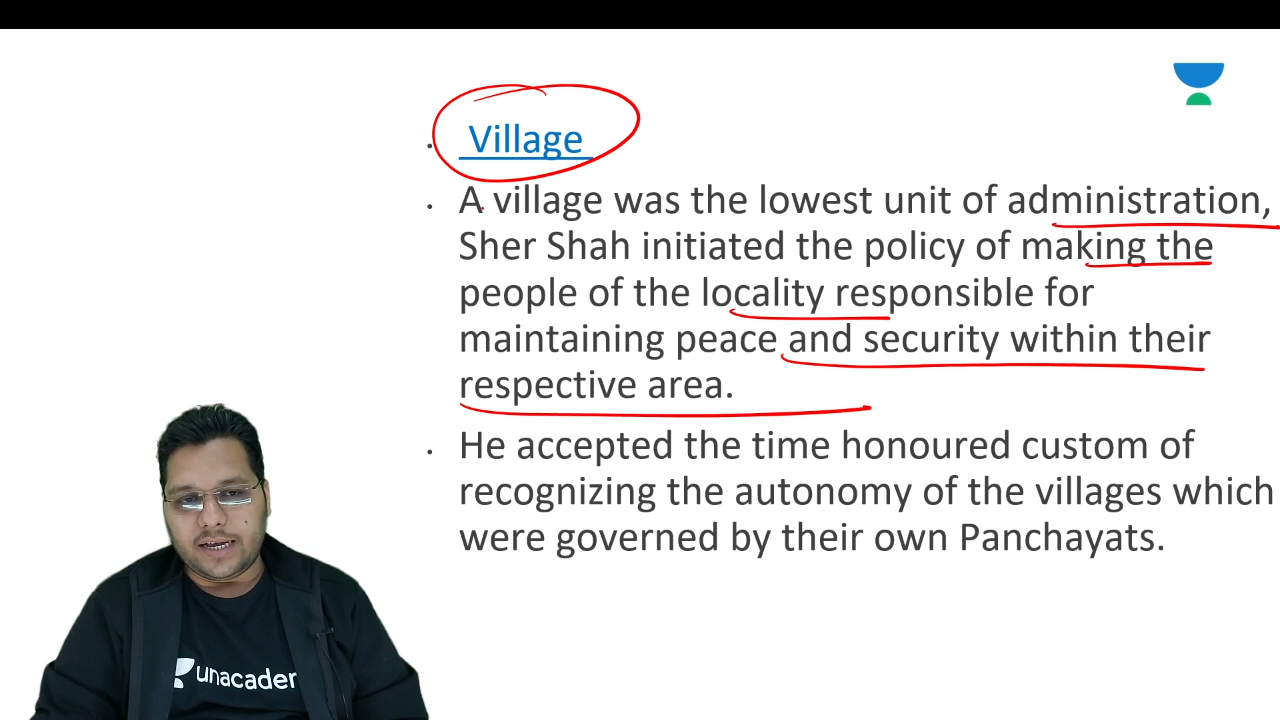 Village
A village was the lowest unit of administration,
Sher Shah initiated the policy of making the
people of the locality responsible for
maintaining peace and security within their
respective area.
He accepted the time honoured custom of
recognizing the autonomy of the villages which
were governed by their own Panchayats.
unacader